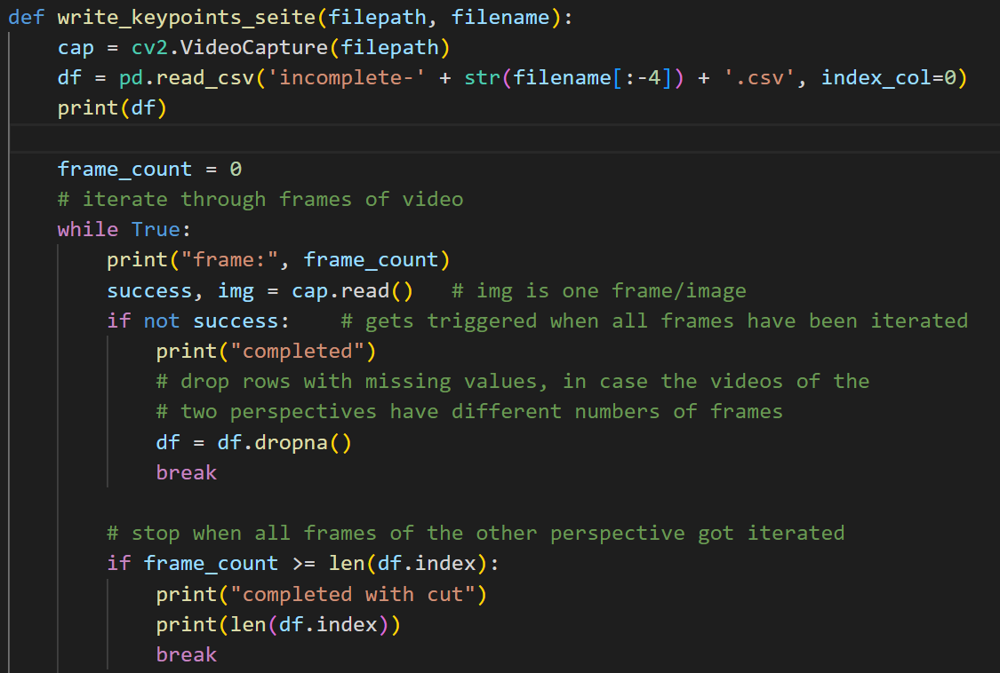 def write_keypoints_seite(filepath, filename):
    cap = cv2.VideoCapture(filepath)
    df = pd.read_csv('incomplete-' + str(filename[:-4]) + '.csv', index_col=0)
    print(df)

    frame_count = 0
    # iterate through frames of video
    while True:
        print("frame:", frame_count)
        success, img = cap.read()   # img is one frame/image
        if not success:    # gets triggered when all frames have been iterated
            print("completed")
            # drop rows with missing values, in case the videos of the
            # two perspectives have different numbers of frames
            df = df.dropna()
            break

        # stop when all frames of the other perspective got iterated
        if frame_count >= len(df.index):
            print("completed with cut")
            print(len(df.index))
            break